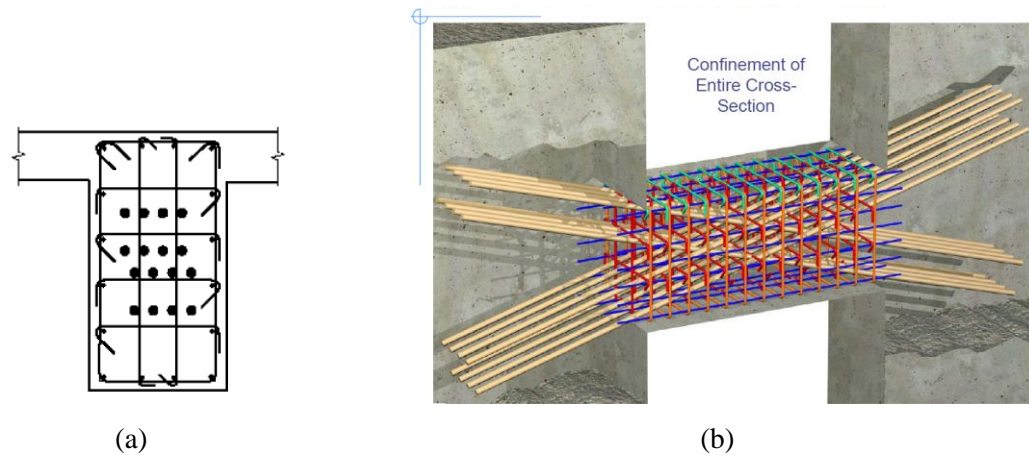 Confinement of
Entire Cross-
Section
(a)
(b)